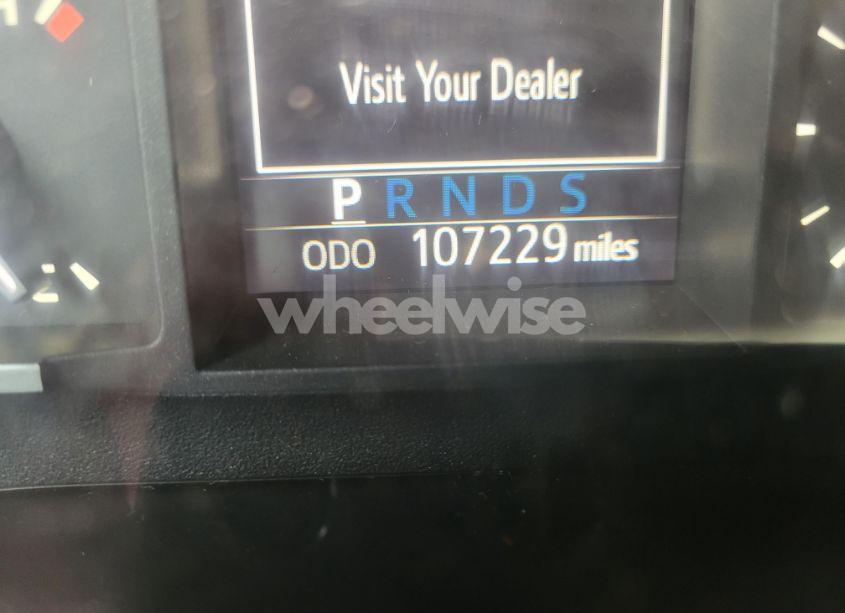 H
Visit Your Dealer
P R N D S
ODO 107229 miles
wheelwise